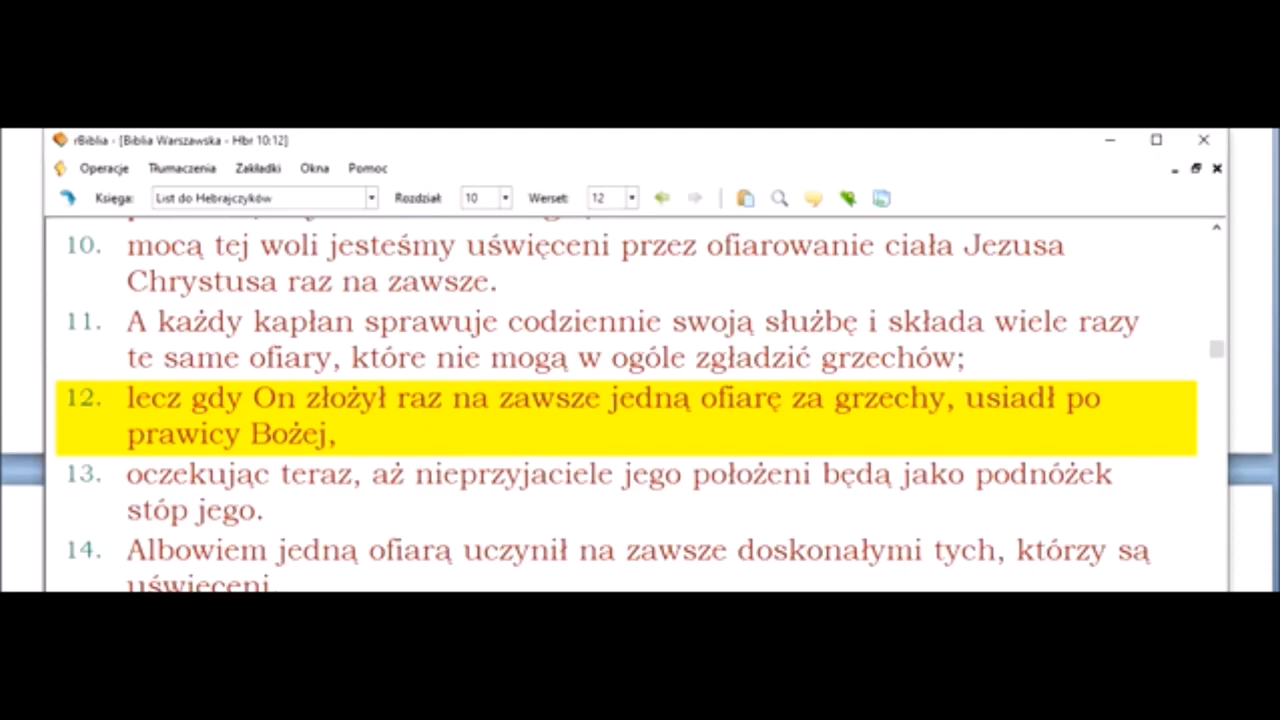 rBiblia - [Biblia Warszawska - Hbr 10:12]
Operacje Tłumaczenia Zakładki Okna Pomoc
Księga: List do Hebrajczyków Rozdział: 10 Werset: 12
10. mocą tej woli jesteśmy uświęceni przez ofiarowanie ciała Jezusa
Chrystusa raz na zawsze.
11. A każdy kapłan sprawuje codziennie swoją służbę i składa wiele razy
te same ofiary, które nie mogą w ogóle zgładzić grzechów;
12. lecz gdy On złożył raz na zawsze jedną ofiarę za grzechy, usiadł po
prawicy Bożej,
13. oczekując teraz, aż nieprzyjaciele jego położeni będą jako podnóżek
stóp jego.
14. Albowiem jedną ofiarą uczynił na zawsze doskonałymi tych, którzy są
uświęceni.